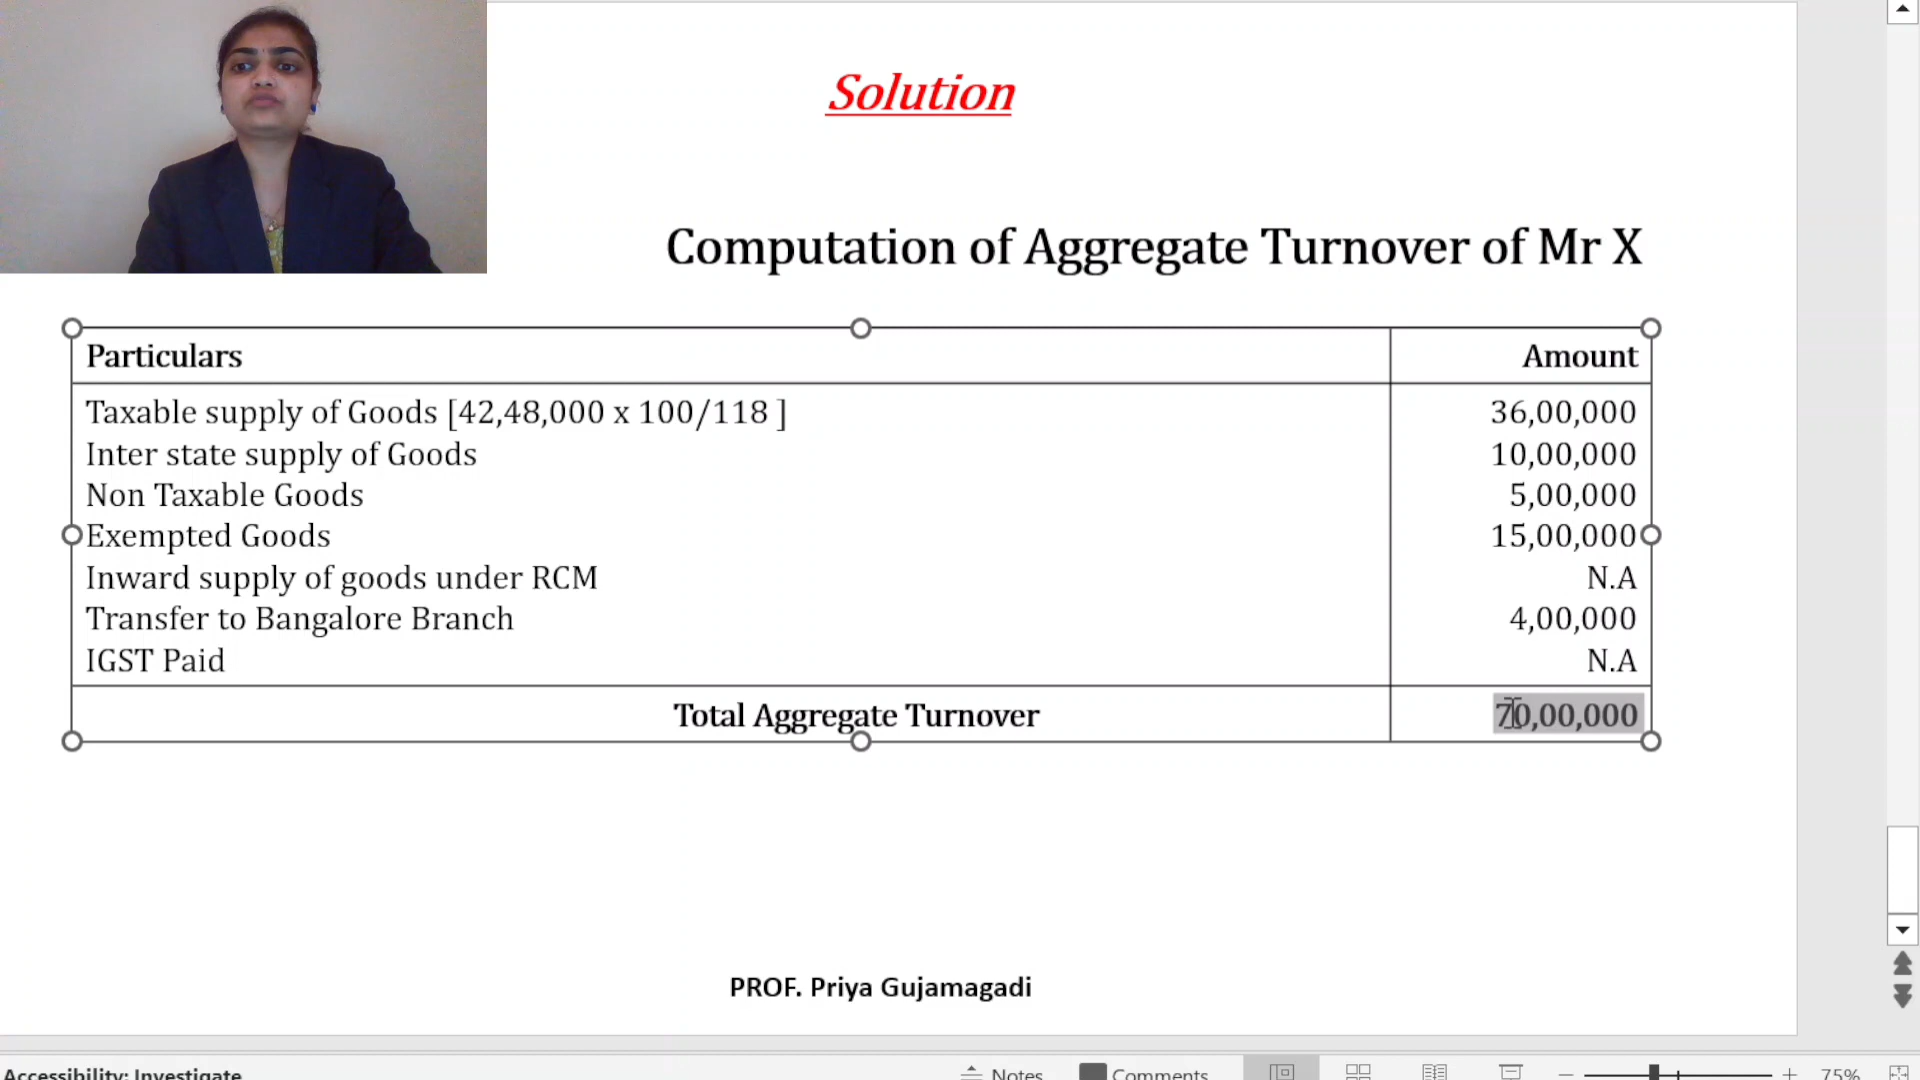 Solution
Computation of Aggregate Turnover of Mr X
Particulars Amount
Taxable supply of Goods [42,48,000 x 100/118 ] 36,00,000
Inter state supply of Goods 10,00,000
Non Taxable Goods 5,00,000
Exempted Goods 15,00,000
Inward supply of goods under RCM N.A
Transfer to Bangalore Branch 4,00,000
IGST Paid N.A
Total Aggregate Turnover 70,00,000
PROF. Priya Gujamagadi
Accessibility: Investigate Notes Comments 75%